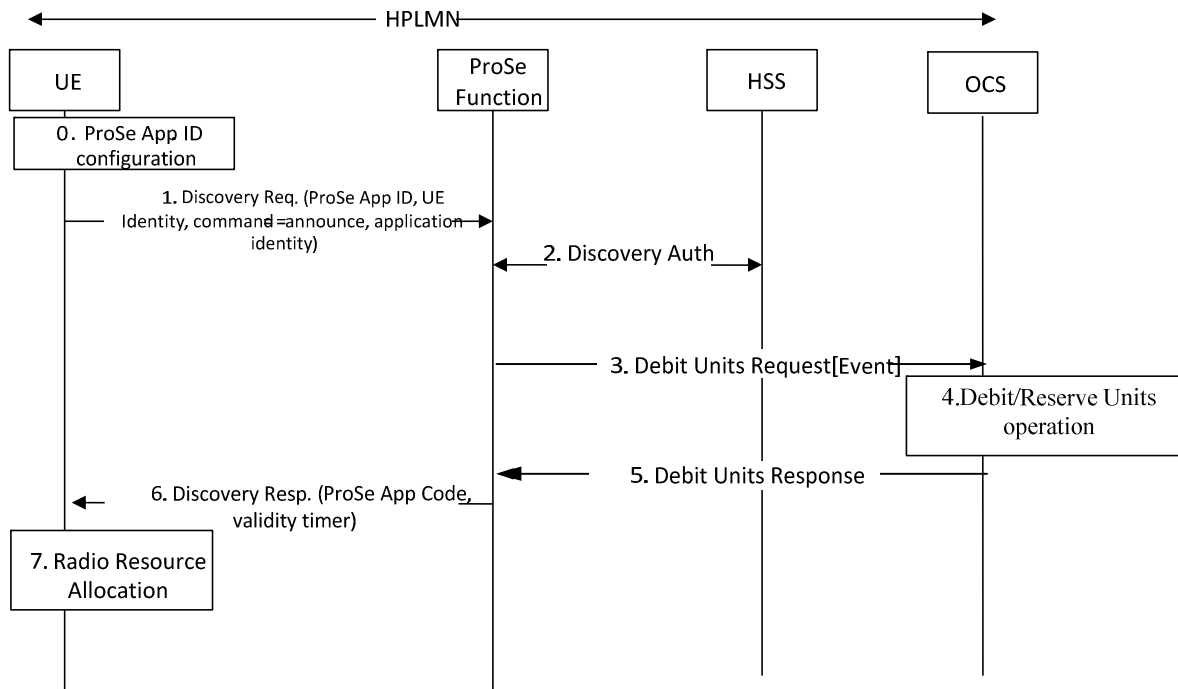 HPLMN
UE
ProSe
Function
HSS
OCS
0. ProSe App ID
configuration
1. Discovery Req. (ProSe App ID, UE
Identity, command = announce, application
identity)
2. Discovery Auth
3. Debit Units Request[Event]
4.Debit/Reserve Units
operation
5. Debit Units Response
6. Discovery Resp. (ProSe App Code,
validity timer)
7. Radio Resource
Allocation